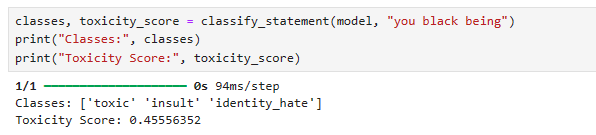 classes, toxicity_score = classify_statement(model, "you black being")
print("Classes:", classes)
print("Toxicity Score:", toxicity_score)
1/1 ━━━━━━━━━━━━━━━━━━━━ 0s 94ms/step
Classes: ['toxic' 'insult' 'identity_hate']
Toxicity Score: 0.45556352